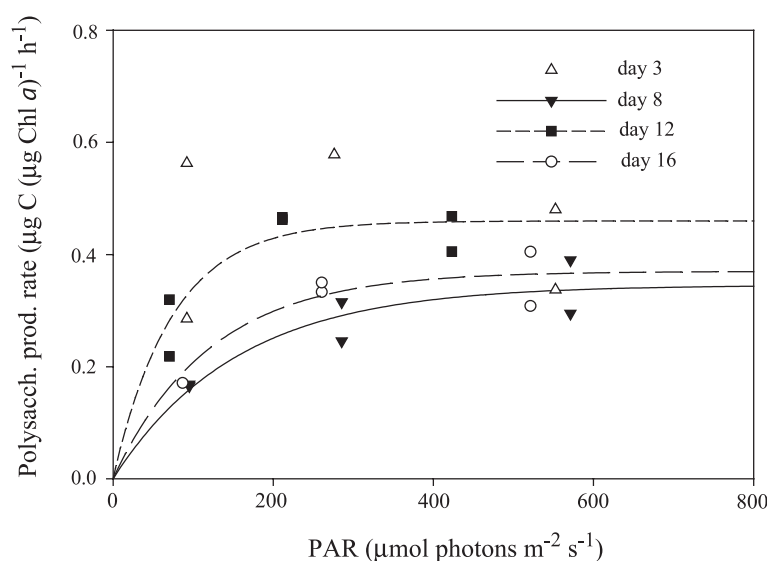 Polysacch. prod. rate (µg C (µg Chl a)⁻¹ h⁻¹)
0.8
0.6
0.4
0.2
0.0
day 3
day 8
day 12
day 16
0 200 400 600 800
PAR (µmol photons m⁻² s⁻¹)